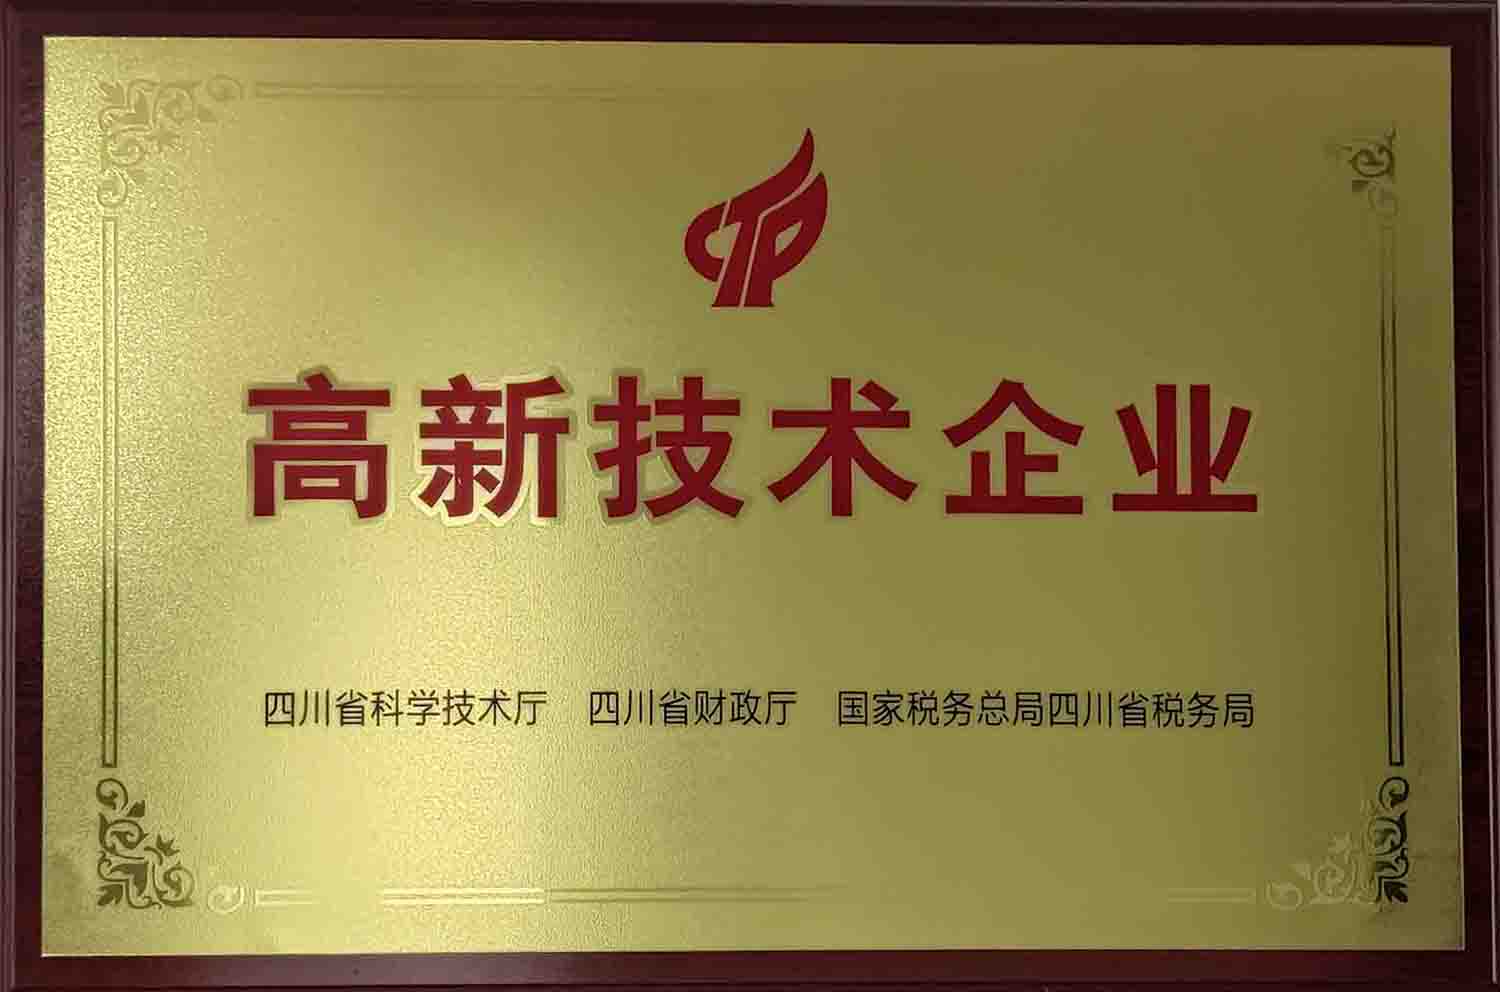 CTP
高新技术企业
四川省科学技术厅 四川省财政厅 国家税务总局四川省税务局